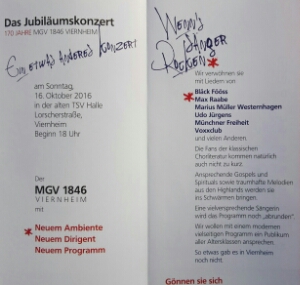 Das Jubiläumskonzert
170 JAHRE MGV 1846 VIERNHEIM
Ein etwas anderes Konzert
am Sonntag,
16. Oktober 2016
in der alten TSV Halle
Lorscherstraße,
Viernheim
Beginn 18 Uhr
Der
MGV 1846
VIERNHEIM
mit
Neuem Ambiente
Neuem Dirigent
Neuem Programm
Wenn's
Sänger
Rocken
Wir verwöhnen sie
mit Liedern von
Bläck Fööss
Max Raabe
Marius Müller Westernhagen
Udo Jürgens
Münchner Freiheit
Voxxclub
und vielen Anderen.
Die Fans der klassischen
Chorliteratur kommen natürlich
auch nicht zu kurz.
Ansprechende Gospels und
Spirituals sowie traumhafte Melodien
aus den Highlands werden sie
ins Schwärmen bringen.
Eine vielversprechende Sängerin
wird das Programm noch „abrunden".
Wir wollen mit einem modernen
vielseitigen Programm ein Publikum
aller Altersklassen ansprechen.
So etwas gab es in Viernheim
noch nicht.
Gönnen sie sich